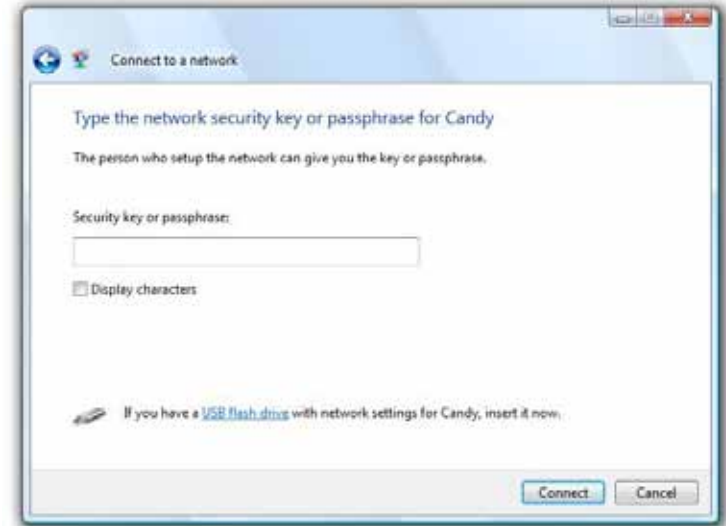 Connect to a network
Type the network security key or passphrase for Candy
The person who setup the network can give you the key or passphrase.
Security key or passphrase:
Display characters
If you have a USB flash drive with network settings for Candy, insert it now.
Connect Cancel